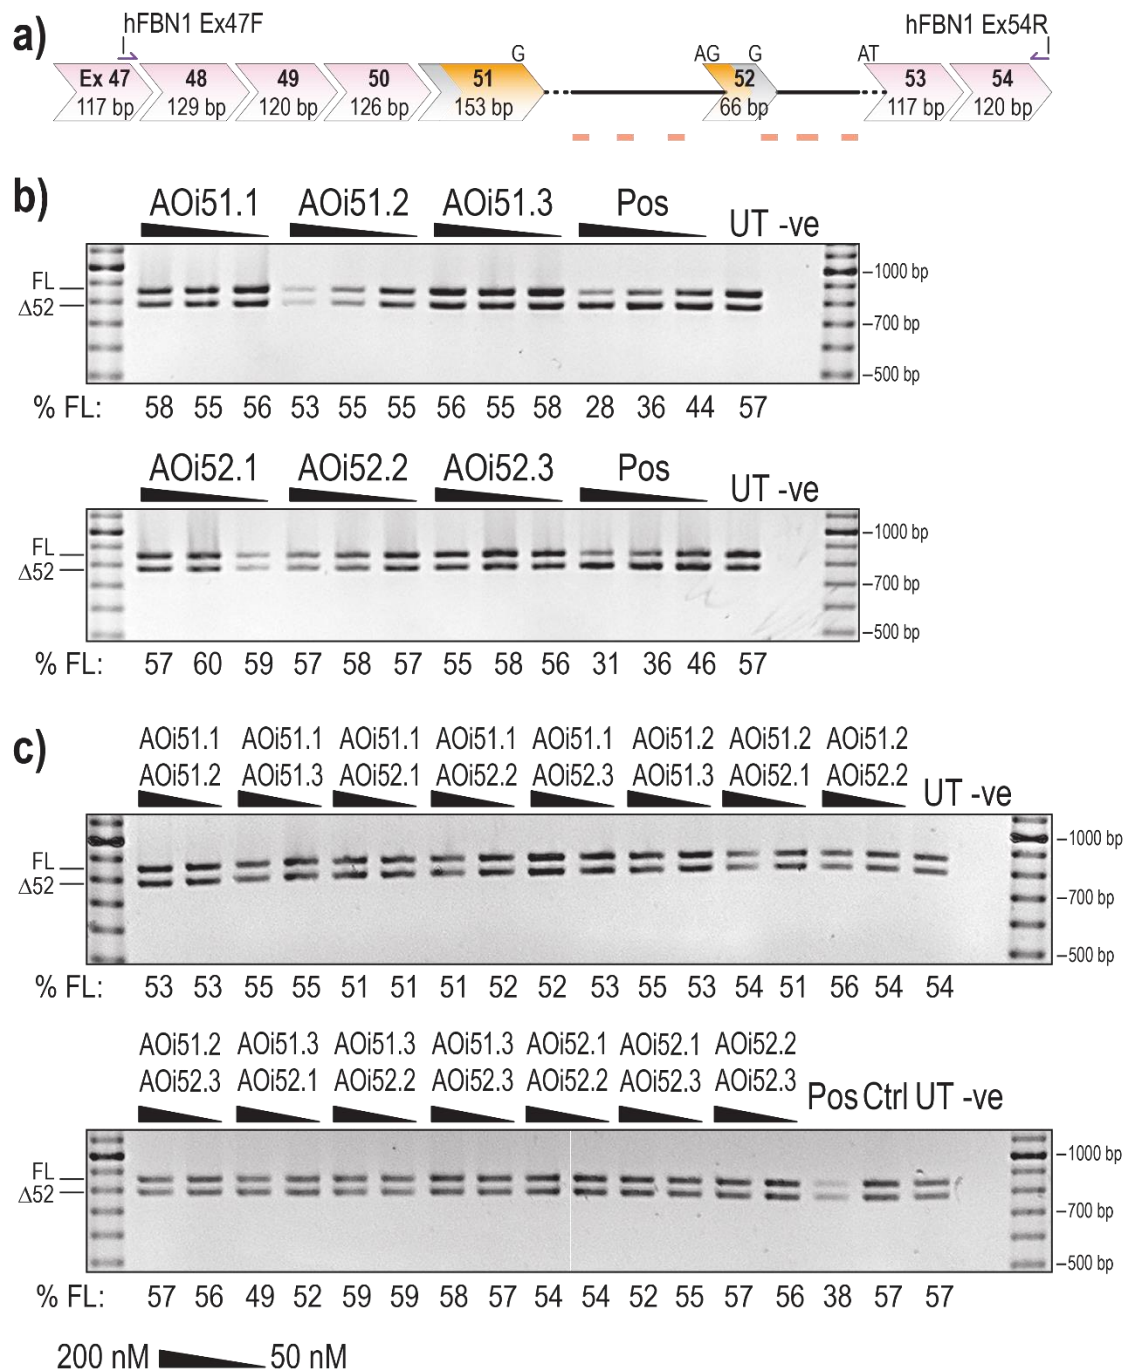 a)
hFBN1 Ex47F
hFBN1 Ex54R
G AG G AT
Ex 47 48 49 50 51 52 53 54
117 bp 129 bp 120 bp 126 bp 153 bp 66 bp 117 bp 120 bp
b)
AOi51.1 AOi51.2 AOi51.3 Pos UT -ve
FL
Δ52
–1000 bp
–700 bp
–500 bp
% FL: 58 55 56 53 55 55 56 55 58 28 36 44 57
AOi52.1 AOi52.2 AOi52.3 Pos UT -ve
FL
Δ52
–1000 bp
–700 bp
–500 bp
% FL: 57 60 59 57 58 57 55 58 56 31 36 46 57
c)
AOi51.1 AOi51.1 AOi51.1 AOi51.1 AOi51.1 AOi51.2 AOi51.2 AOi51.2
AOi51.2 AOi51.3 AOi52.1 AOi52.2 AOi52.3 AOi51.3 AOi52.1 AOi52.2 UT -ve
FL
Δ52
–1000 bp
–700 bp
–500 bp
% FL: 53 53 55 55 51 51 51 52 52 53 55 53 54 51 56 54 54
AOi51.2 AOi51.3 AOi51.3 AOi51.3 AOi52.1 AOi52.1 AOi52.2
AOi52.3 AOi52.1 AOi52.2 AOi52.3 AOi52.2 AOi52.3 AOi52.3 Pos Ctrl UT -ve
FL
Δ52
–1000 bp
–700 bp
–500 bp
% FL: 57 56 49 52 59 59 58 57 54 54 52 55 57 56 38 57 57
200 nM 50 nM